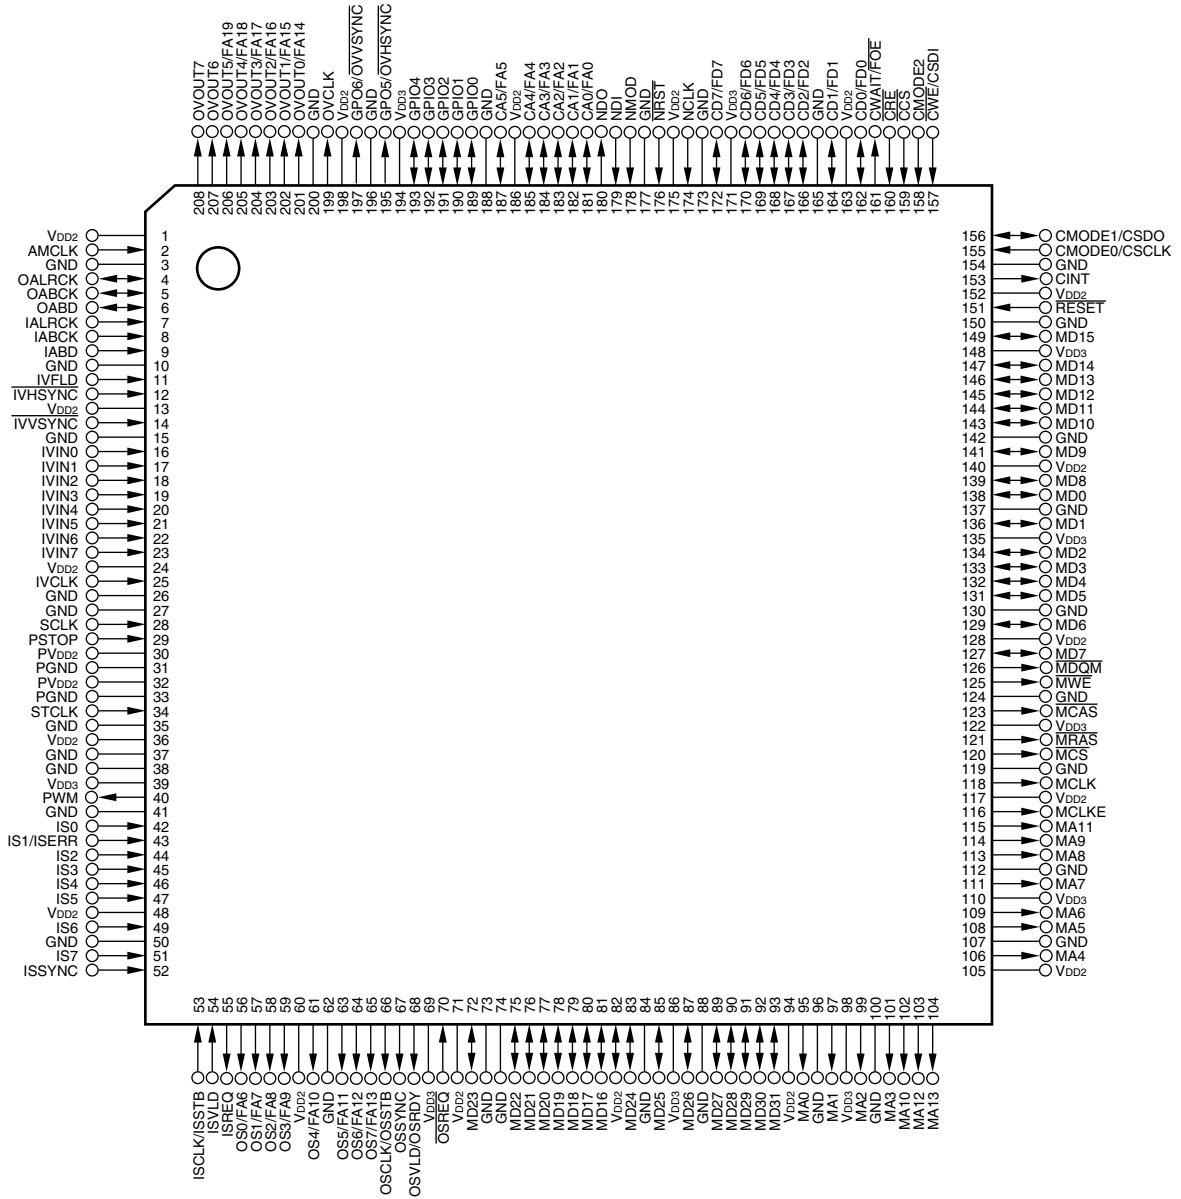 208 OVOUT7
207 OVOUT6
206 OVOUT5/FA19
205 OVOUT4/FA18
204 OVOUT3/FA17
203 OVOUT2/FA16
202 OVOUT1/FA15
201 OVOUT0/FA14
200 GND
199 OVCLK
198 VDD2
197 GPO6/OVVSYNC
196 GND
195 GPO5/OVHSYNC
194 VDD3
193 GPIO4
192 GPIO3
191 GPIO2
190 GPIO1
189 GPIO0
188 GND
187 CA5/FA5
186 VDD2
185 CA4/FA4
184 CA3/FA3
183 CA2/FA2
182 CA1/FA1
181 CA0/FA0
180 NDO
179 NDI
178 NMOD
177 GND
176 NRST
175 VDD2
174 NCLK
173 GND
172 CD7/FD7
171 VDD3
170 CD6/FD6
169 CD5/FD5
168 CD4/FD4
167 CD3/FD3
166 CD2/FD2
165 GND
164 CD1/FD1
163 VDD2
162 CD0/FD0
161 CWAIT/FOE
160 CRE
159 CCS
158 CMODE2
157 CWE/CSDI
VDD2 1
AMCLK 2
GND 3
OALRCK 4
OABCK 5
OABD 6
IALRCK 7
IABCK 8
IABD 9
GND 10
IVFLD 11
IVHSYNC 12
VDD2 13
IVVSYNC 14
GND 15
IVIN0 16
IVIN1 17
IVIN2 18
IVIN3 19
IVIN4 20
IVIN5 21
IVIN6 22
IVIN7 23
VDD2 24
IVCLK 25
GND 26
GND 27
SCLK 28
PSTOP 29
PVDD2 30
PGND 31
PVDD2 32
PGND 33
STCLK 34
GND 35
VDD2 36
GND 37
GND 38
VDD3 39
PWM 40
GND 41
IS0 42
IS1/ISERR 43
IS2 44
IS3 45
IS4 46
IS5 47
VDD2 48
IS6 49
GND 50
IS7 51
ISSYNC 52
156 CMODE1/CSDO
155 CMODE0/CSCLK
154 GND
153 CINT
152 VDD2
151 RESET
150 GND
149 MD15
148 VDD3
147 MD14
146 MD13
145 MD12
144 MD11
143 MD10
142 GND
141 MD9
140 VDD2
139 MD8
138 MD0
137 GND
136 MD1
135 VDD3
134 MD2
133 MD3
132 MD4
131 MD5
130 GND
129 MD6
128 VDD2
127 MD7
126 MDQM
125 MWE
124 GND
123 MCAS
122 VDD3
121 MRAS
120 MCS
119 GND
118 MCLK
117 VDD2
116 MCLKE
115 MA11
114 MA9
113 MA8
112 GND
111 MA7
110 VDD3
109 MA6
108 MA5
107 GND
106 MA4
105 VDD2
53 ISCLK/ISSTB
54 ISVLD
55 ISREQ
56 OS0/FA6
57 OS1/FA7
58 OS2/FA8
59 OS3/FA9
60 VDD2
61 OS4/FA10
62 GND
63 OS5/FA11
64 OS6/FA12
65 OS7/FA13
66 OSCLK/OSSTB
67 OSSYNC
68 OSVLD/OSRDY
69 VDD3
70 OSREQ
71 VDD2
72 MD23
73 GND
74 GND
75 MD22
76 MD21
77 MD20
78 MD19
79 MD18
80 MD17
81 MD16
82 VDD2
83 MD24
84 GND
85 MD25
86 VDD3
87 MD26
88 GND
89 MD27
90 MD28
91 MD29
92 MD30
93 MD31
94 VDD2
95 MA0
96 GND
97 MA1
98 VDD3
99 MA2
100 GND
101 MA3
102 MA10
103 MA12
104 MA13